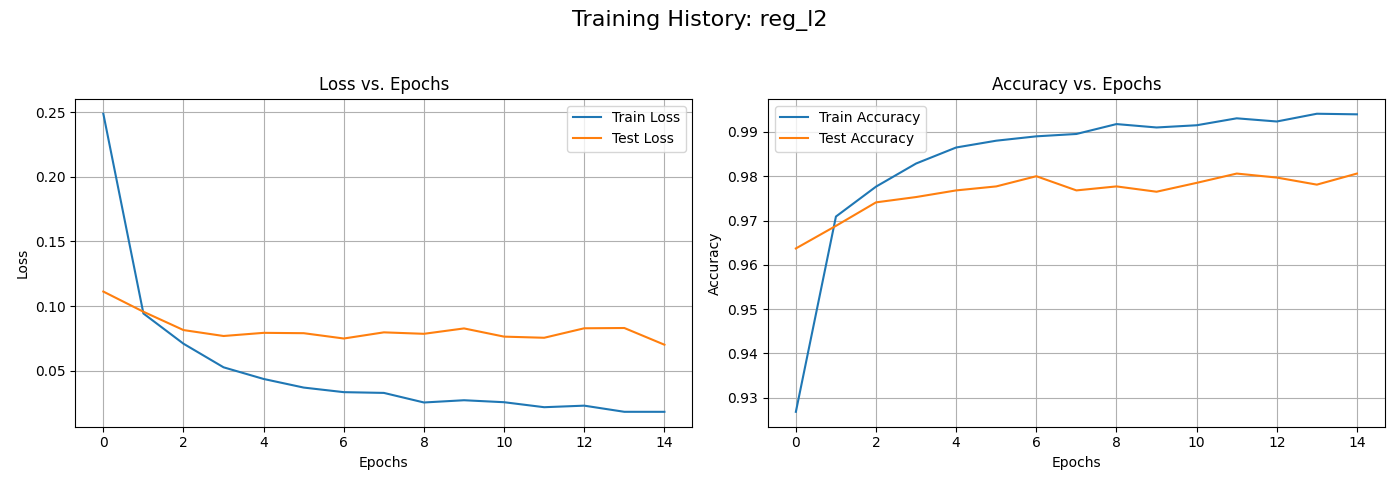 Training History: reg_l2
Loss vs. Epochs
0.25
0.20
0.15
0.10
0.05
Loss
0 2 4 6 8 10 12 14
Epochs
Train Loss
Test Loss
Accuracy vs. Epochs
0.99
0.98
0.97
0.96
0.95
0.94
0.93
Accuracy
0 2 4 6 8 10 12 14
Epochs
Train Accuracy
Test Accuracy